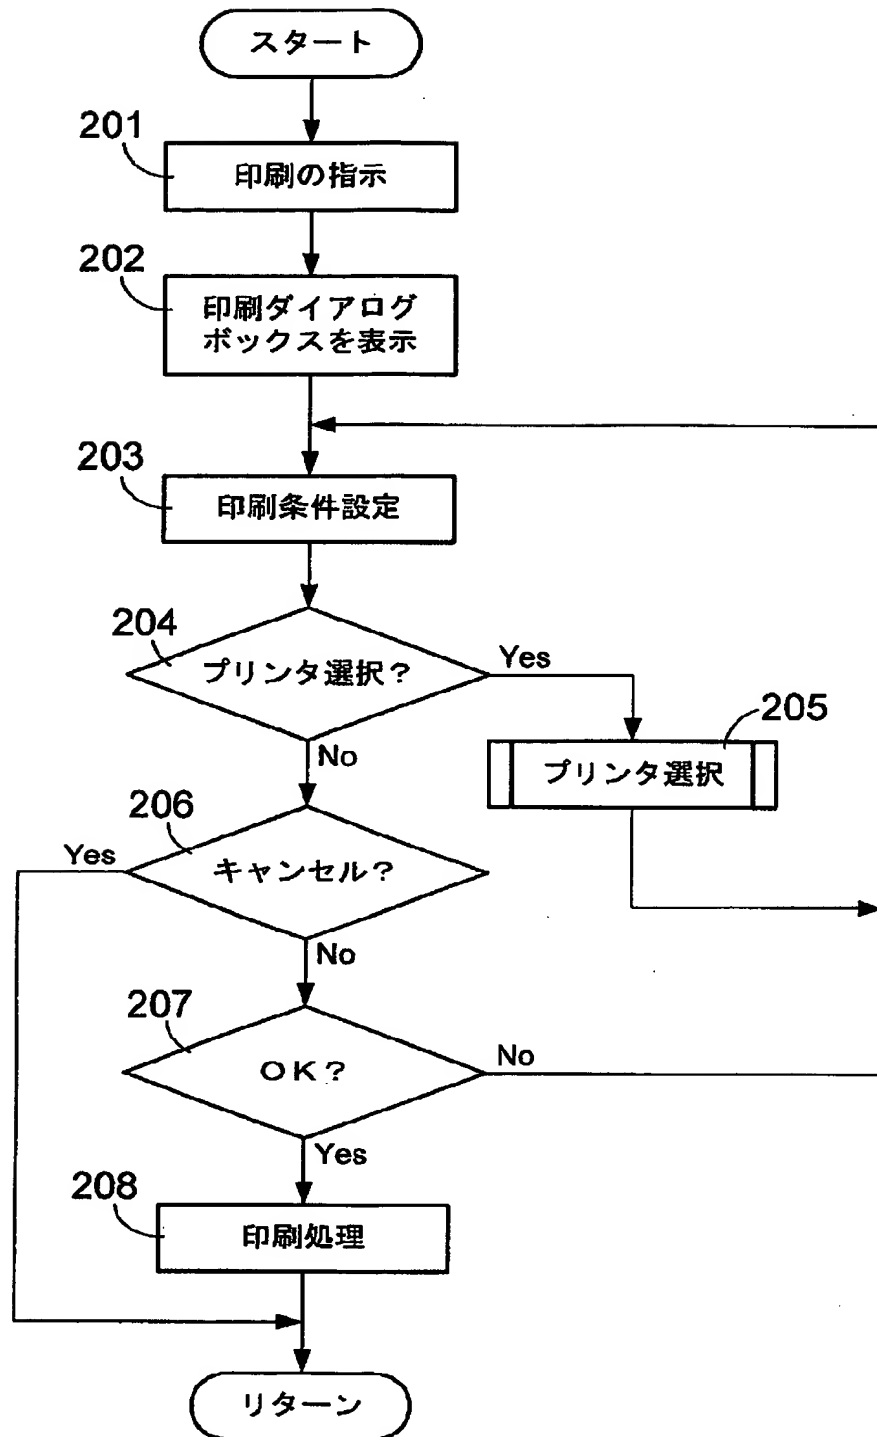 スタート
201
印刷の指示
202
印刷ダイアログ
ボックスを表示
203
印刷条件設定
204
プリンタ選択?
Yes
205
プリンタ選択
No
206
Yes
キャンセル?
No
207
OK?
No
Yes
208
印刷処理
リターン